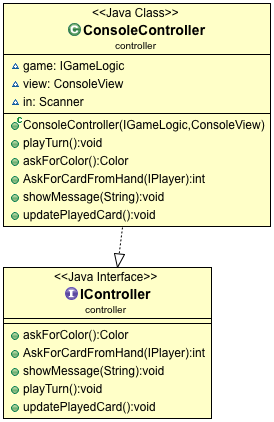 <<Java Class>>
ConsoleController
controller
game: IGameLogic
view: ConsoleView
in: Scanner
ConsoleController(IGameLogic,ConsoleView)
playTurn():void
askForColor():Color
AskForCardFromHand(IPlayer):int
showMessage(String):void
updatePlayedCard():void
<<Java Interface>>
IController
controller
askForColor():Color
AskForCardFromHand(IPlayer):int
showMessage(String):void
playTurn():void
updatePlayedCard():void